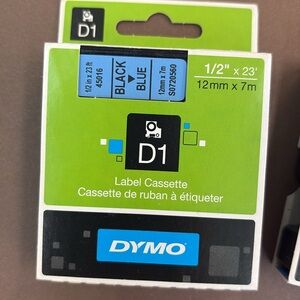 D1
1/2 in x 23 ft
45016
BLACK
BLUE
12mm x 7m
S0720560
1/2" x 23'
12mm x 7m
D1
Label Cassette
Cassette de ruban à étiqueter
DYMO